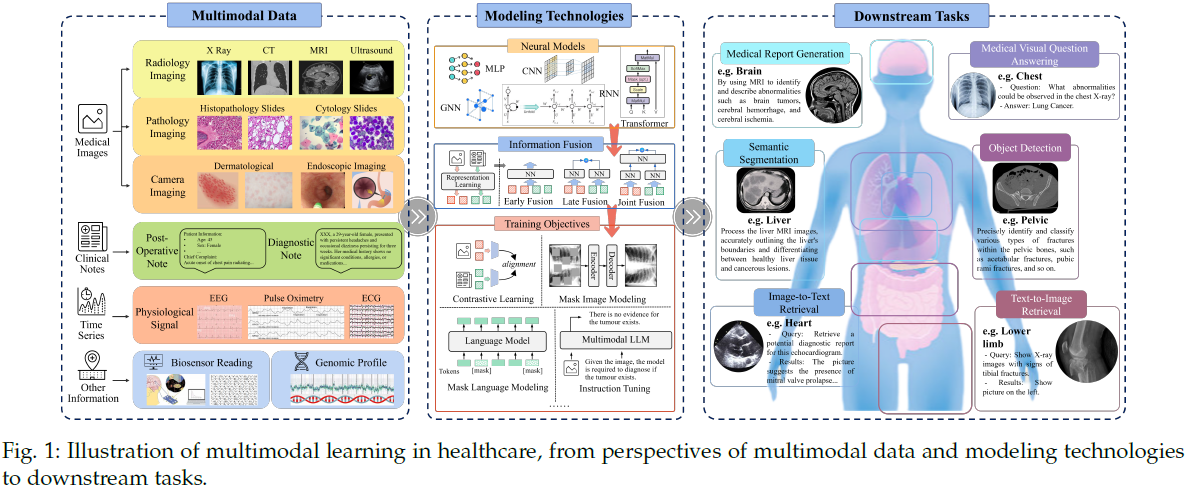 Multimodal Data
X Ray
CT
MRI
Ultrasound
Radiology
Imaging
Histopathology Slides
Cytology Slides
Pathology
Imaging
Medical
Images
Dermatological
Endoscopic Imaging
Camera
Imaging
Clinical
Notes
Post-
Operative
Note
Patient Information:
Age: 45
Sex: Female
Chief Complaint:
Acute onset of chest pain radiating...
Diagnostic
Note
XXX, a 29-year-old female, presented
with persistent headaches and
occasional dizziness persisting for three
weeks. Her medical history shows no
significant conditions, allergies, or
medications...
Time
Series
Physiological
Signal
EEG
Pulse Oximetry
ECG
Other
Information
Biosensor Reading
Genomic Profile
Modeling Technologies
Neural Models
MLP
CNN
GNN
RNN
Transformer
MatMul
SoftMax
Mask (opt.)
Scale
MatMul
Q K V
Information Fusion
Representation
Learning
NN
Early Fusion
NN
NN
Late Fusion
NN
NN
NN
Joint Fusion
Training Objectives
alignment
Contrastive Learning
Encoder
Decoder
Mask Image Modeling
Language Model
Tokens
[mask]
[mask]
Mask Language Modeling
There is no evidence for
the tumour exists.
Multimodal LLM
Given the image, the model
is required to diagnose if
the tumour exists.
Instruction Tuning
......
Downstream Tasks
Medical Report Generation
e.g. Brain
By using MRI to identify
and describe abnormalities
such as brain tumors,
cerebral hemorrhage, and
cerebral ischemia.
Medical Visual Question
Answering
e.g. Chest
- Question: What abnormalities
could be observed in the chest X-ray?
- Answer: Lung Cancer.
Semantic
Segmentation
e.g. Liver
Process the liver MRI images,
accurately outlining the liver's
boundaries and differentiating
between healthy liver tissue
and cancerous lesions.
Object Detection
e.g. Pelvic
Precisely identify and classify
various types of fractures
within the pelvic bones, such
as acetabular fractures, pubic
rami fractures, and so on.
Image-to-Text
Retrieval
e.g. Heart
- Query: Retrieve a
potential diagnostic report
for this echocardiogram.
- Results: The picture
suggests the presence of
mitral valve prolapse...
Text-to-Image
Retrieval
e.g. Lower
limb
- Query: Show X-ray
images with signs of
tibial fractures.
- Results: Show
picture on the left.
Fig. 1: Illustration of multimodal learning in healthcare, from perspectives of multimodal data and modeling technologies
to downstream tasks.